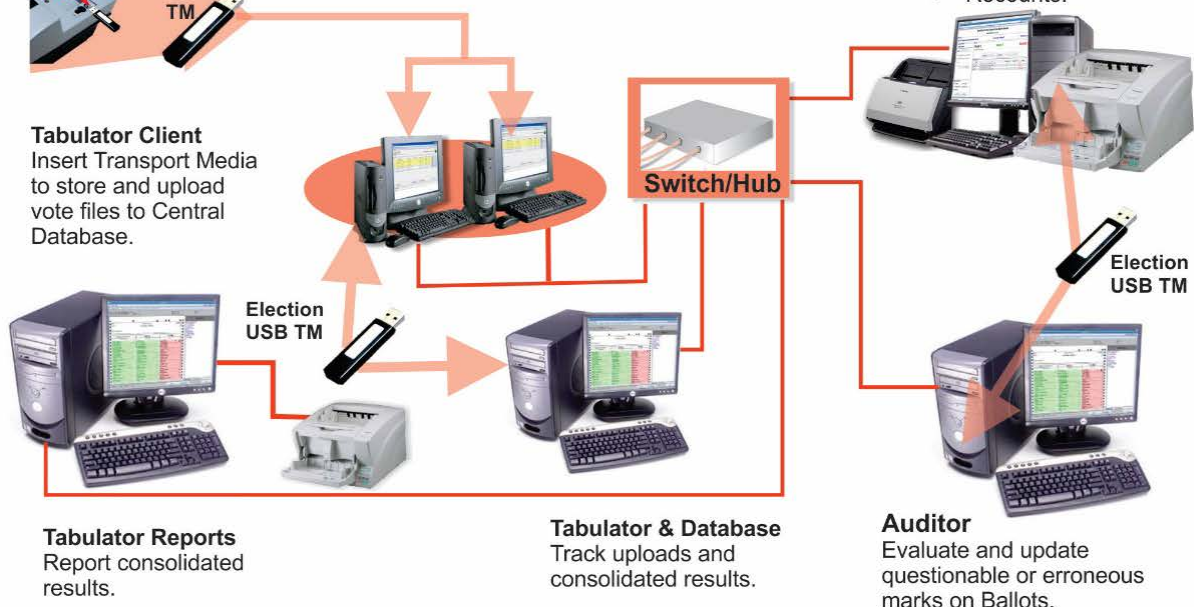 TM
Recounts.
Tabulator Client
Insert Transport Media
to store and upload
vote files to Central
Database.
Switch/Hub
Election
USB TM
Election
USB TM
Tabulator Reports
Report consolidated
results.
Tabulator & Database
Track uploads and
consolidated results.
Auditor
Evaluate and update
questionable or erroneous
marks on Ballots.